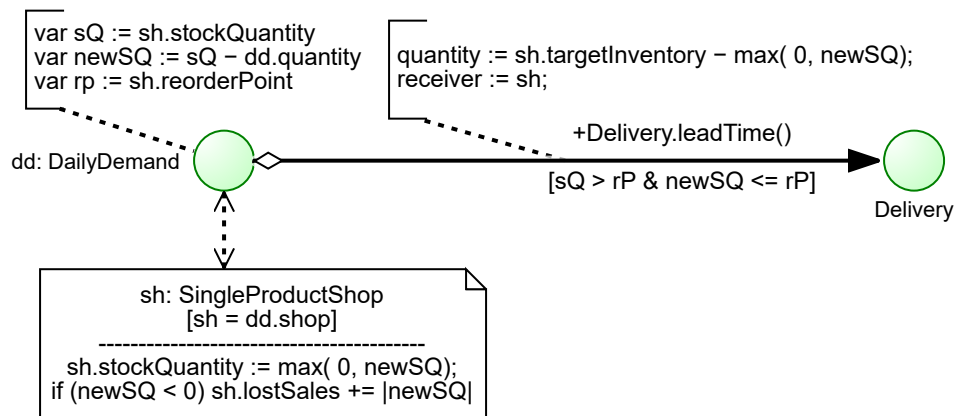 var sQ := sh.stockQuantity
var newSQ := sQ − dd.quantity
var rp := sh.reorderPoint
quantity := sh.targetInventory − max( 0, newSQ);
receiver := sh;
+Delivery.leadTime()
dd: DailyDemand
[sQ > rP & newSQ <= rP]
Delivery
sh: SingleProductShop
[sh = dd.shop]
-----------------------------------------
sh.stockQuantity := max( 0, newSQ);
if (newSQ < 0) sh.lostSales += |newSQ|